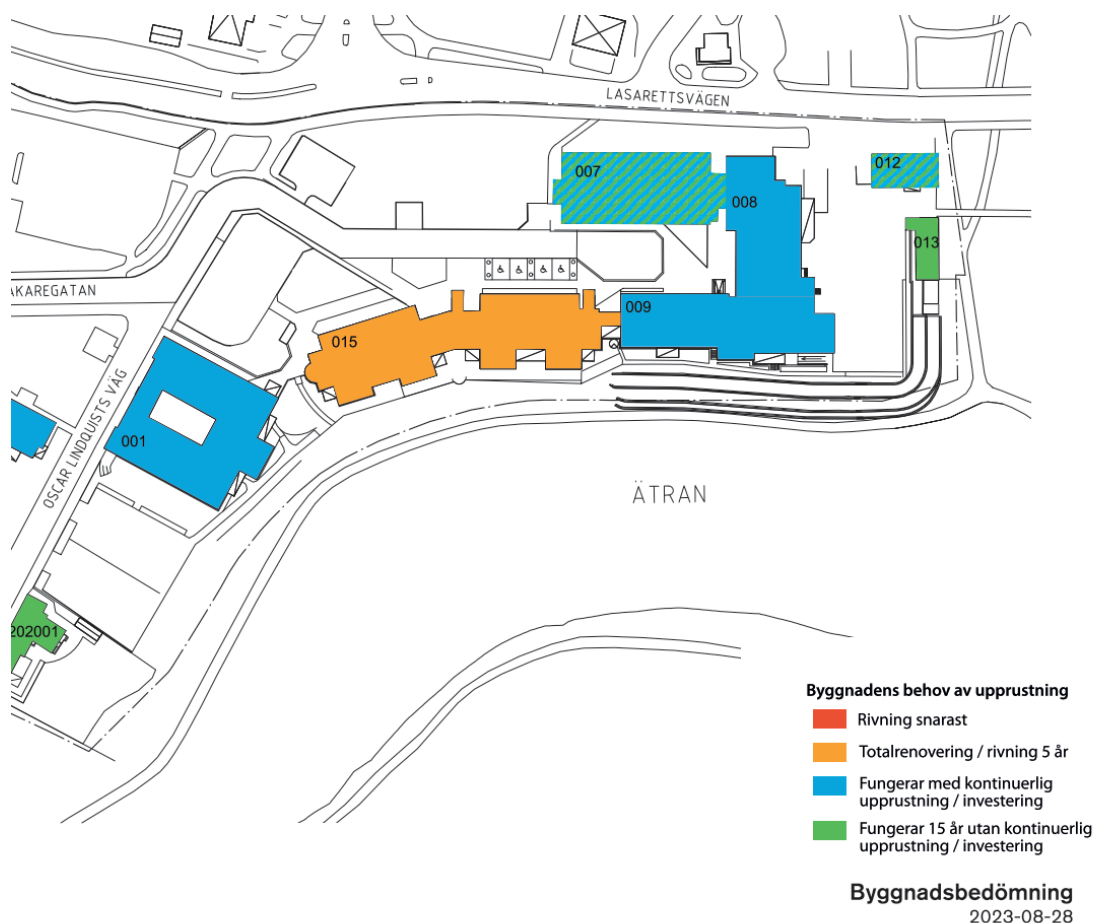 LASARETTSVÄGEN
007
012
008
013
AKAREGATAN
009
015
001
OSCAR LINDQUISTS VÄG
ÄTRAN
202001
Byggnadens behov av upprustning
Rivning snarast
Totalrenovering / rivning 5 år
Fungerar med kontinuerlig
upprustning / investering
Fungerar 15 år utan kontinuerlig
upprustning / investering
Byggnadsbedömning
2023-08-28